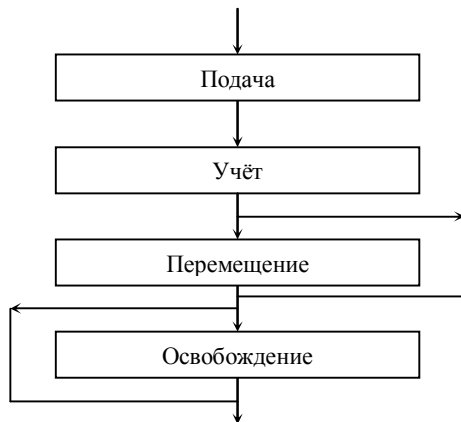 Подача
Учёт
Перемещение
Освобождение